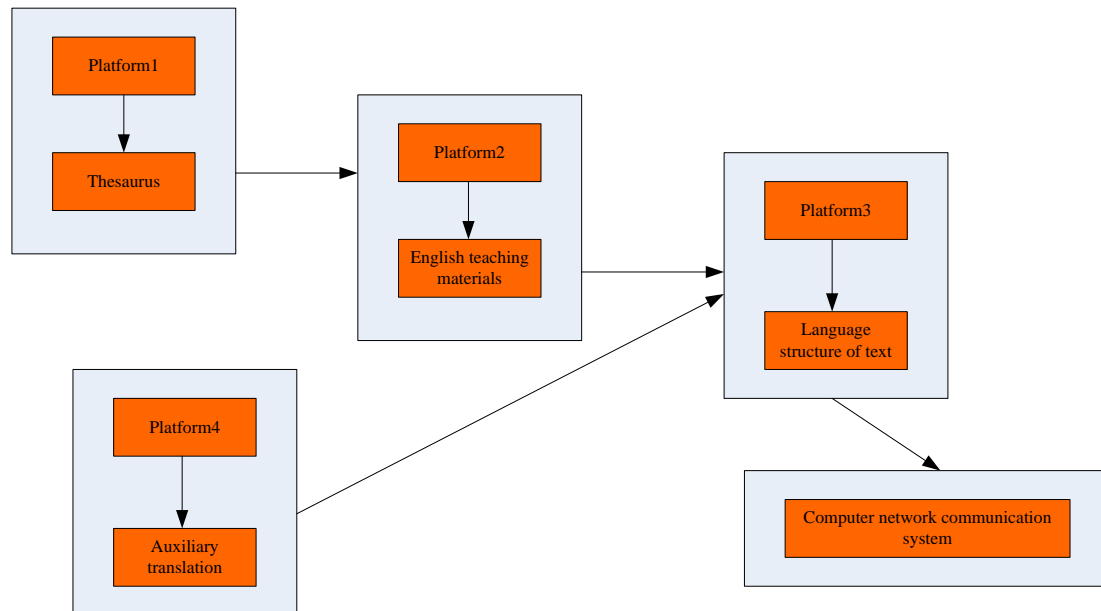 Platform1
Thesaurus
Platform2
English teaching
materials
Platform3
Language
structure of text
Platform4
Auxiliary
translation
Computer network communication
system